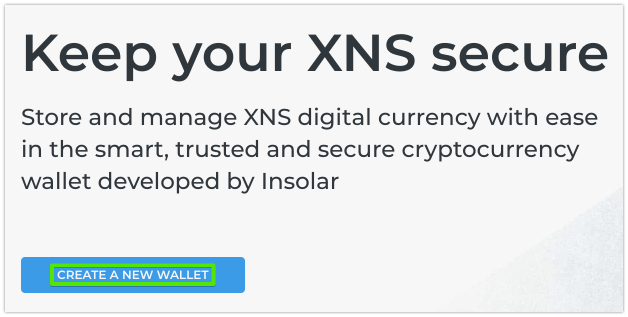 Keep your XNS secure
Store and manage XNS digital currency with ease
in the smart, trusted and secure cryptocurrency
wallet developed by Insolar
CREATE A NEW WALLET